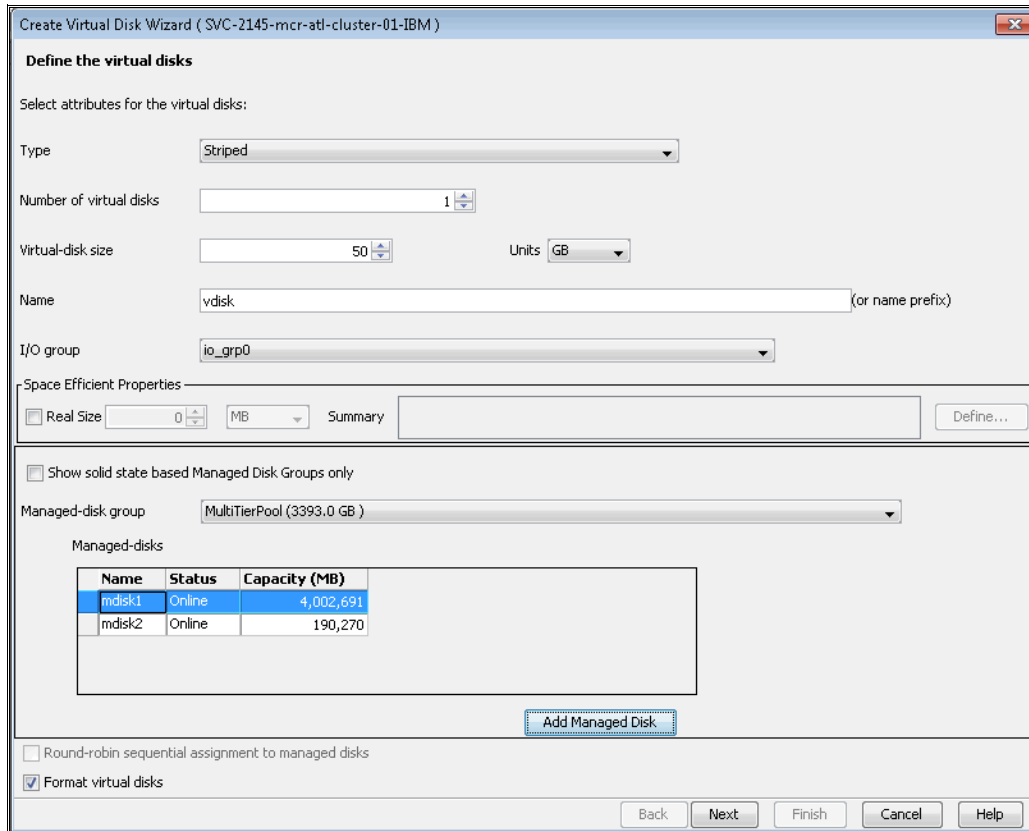 Create Virtual Disk Wizard ( SVC-2145-mcr-atl-cluster-01-IBM )
Define the virtual disks
Select attributes for the virtual disks:
Type Striped
Number of virtual disks 1
Virtual-disk size 50 Units GB
Name vdisk (or name prefix)
I/O group io_grp0
Space Efficient Properties
Real Size 0 MB Summary Define...
Show solid state based Managed Disk Groups only
Managed-disk group MultiTierPool (3393.0 GB )
Managed-disks
Name Status Capacity (MB)
mdisk1 Online 4,002,691
mdisk2 Online 190,270
Add Managed Disk
Round-robin sequential assignment to managed disks
Format virtual disks
Back Next Finish Cancel Help